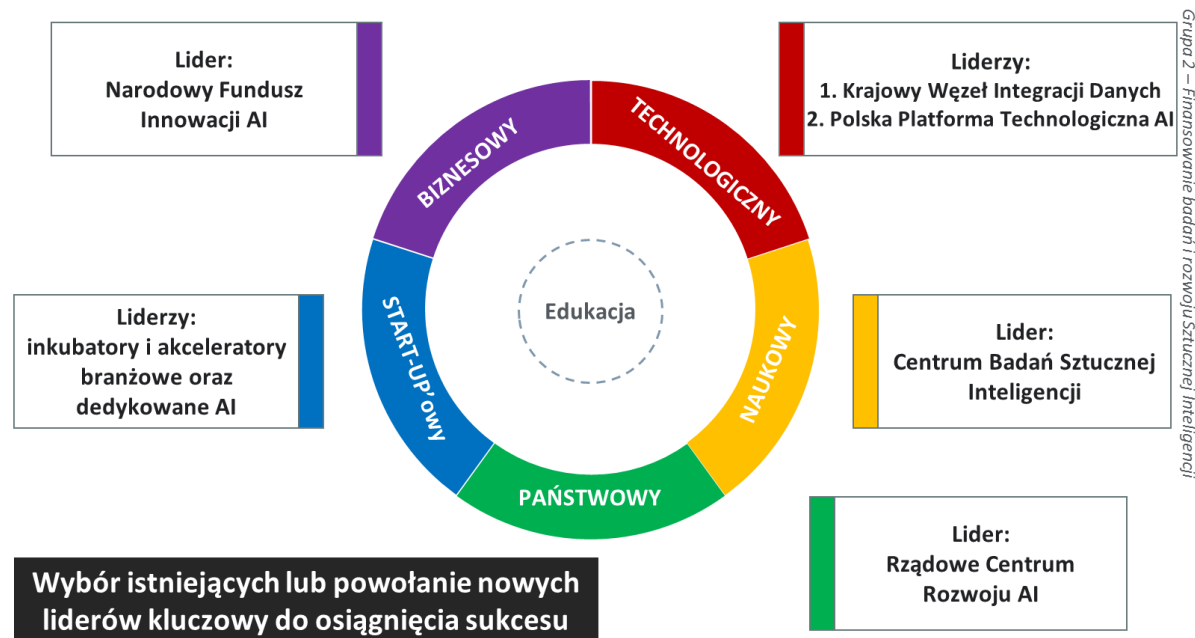 Lider:
Narodowy Fundusz
Innowacji AI
Liderzy:
1. Krajowy Węzeł Integracji Danych
2. Polska Platforma Technologiczna AI
Grupa 2 – Finansowanie badań i rozwoju Sztucznej Inteligencji
BIZNESOWY
TECHNOLOGICZNY
Liderzy:
inkubatory i akceleratory
branżowe oraz
dedykowane AI
START-UP’owy
Edukacja
NAUKOWY
Lider:
Centrum Badań Sztucznej
Inteligencji
PAŃSTWOWY
Lider:
Rządowe Centrum
Rozwoju AI
Wybór istniejących lub powołanie nowych
liderów kluczowy do osiągnięcia sukcesu